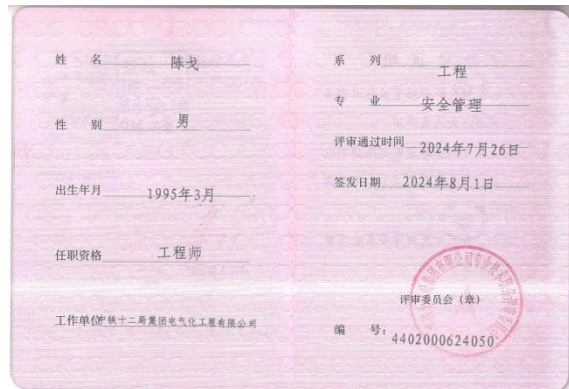 姓名 陈戈
性别 男
出生年月 1995年3月
任职资格 工程师
工作单位 中铁十二局集团电气化工程有限公司
系列 工程
专业 安全管理
评审通过时间 2024年7月26日
签发日期 2024年8月1日
评审委员会（章）
编号：4402000624050